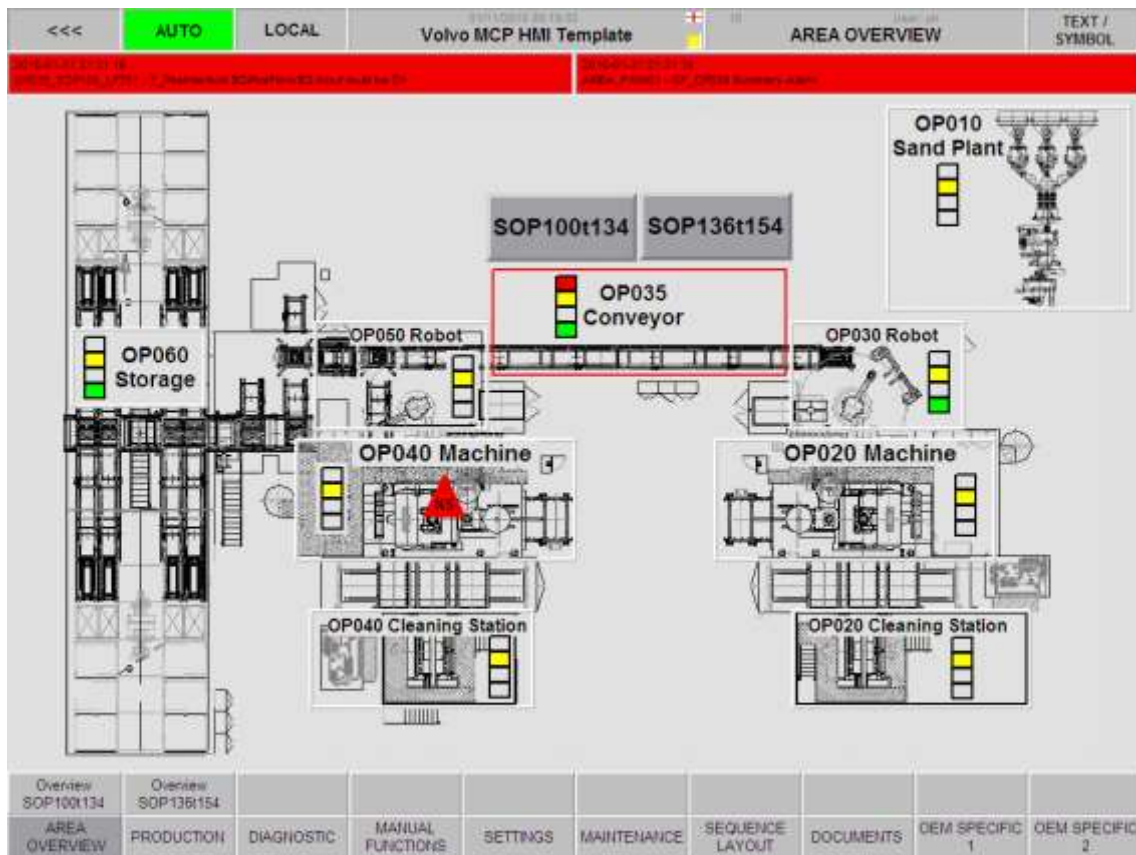 <<<
AUTO
LOCAL
Volvo MCP HMI Template
AREA OVERVIEW
TEXT /
SYMBOL
OP010
Sand Plant
SOP100t134
SOP136t154
OP035
Conveyor
OP050 Robot
OP030 Robot
OP060
Storage
OP040 Machine
OP020 Machine
OP040 Cleaning Station
OP020 Cleaning Station
Overview
SOP100t134
Overview
SOP136t154
AREA
OVERVIEW
PRODUCTION
DIAGNOSTIC
MANUAL
FUNCTIONS
SETTINGS
MAINTENANCE
SEQUENCE
LAYOUT
DOCUMENTS
OEM SPECIFIC
1
OEM SPECIFIC
2